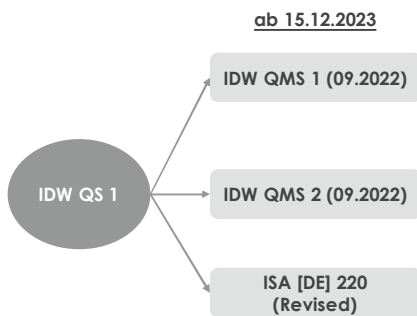 ab 15.12.2023
IDW QMS 1 (09.2022)
IDW QS 1
IDW QMS 2 (09.2022)
ISA [DE] 220
(Revised)